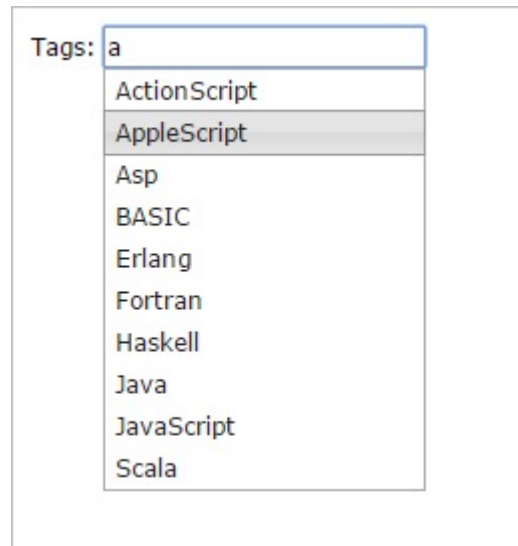 Tags: a
ActionScript
AppleScript
Asp
BASIC
Erlang
Fortran
Haskell
Java
JavaScript
Scala